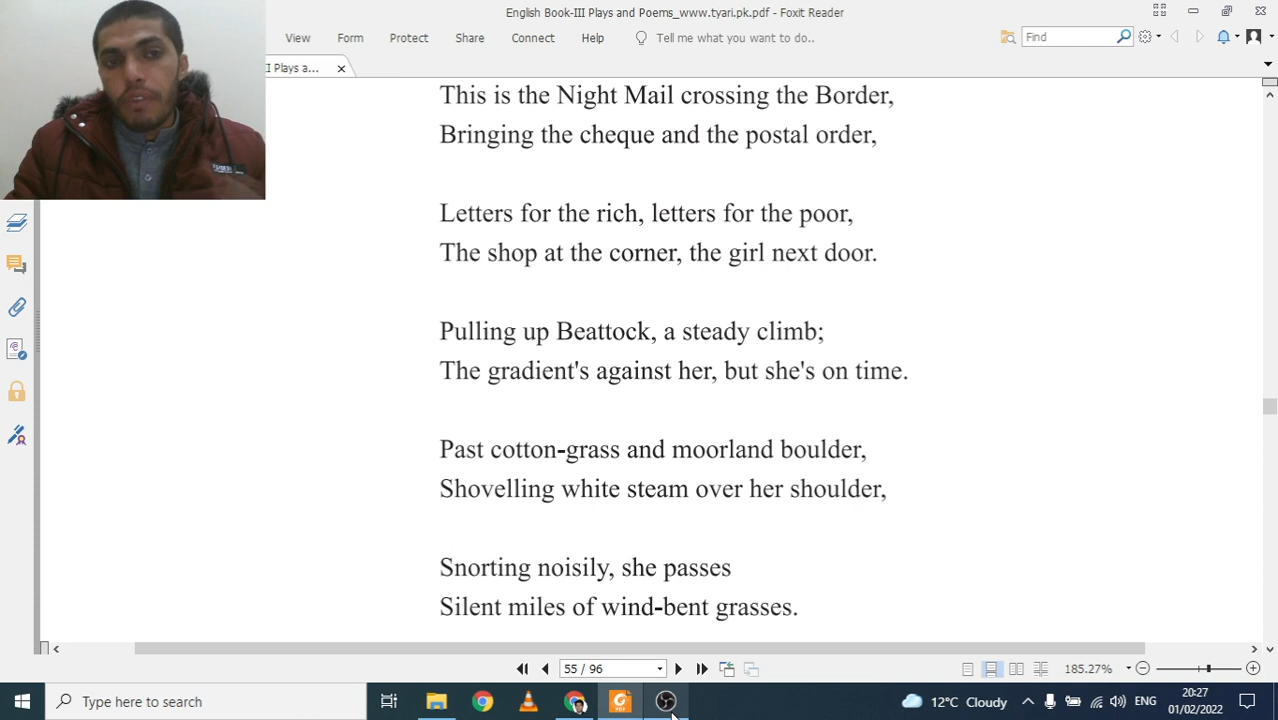 English Book-III Plays and Poems_www.tyari.pk.pdf - Foxit Reader
View Form Protect Share Connect Help Tell me what you want to do.. Find
I Plays a...
This is the Night Mail crossing the Border,
Bringing the cheque and the postal order,
Letters for the rich, letters for the poor,
The shop at the corner, the girl next door.
Pulling up Beattock, a steady climb;
The gradient's against her, but she's on time.
Past cotton-grass and moorland boulder,
Shovelling white steam over her shoulder,
Snorting noisily, she passes
Silent miles of wind-bent grasses.
55 / 96 185.27%
Type here to search 12°C Cloudy ENG 20:27
01/02/2022